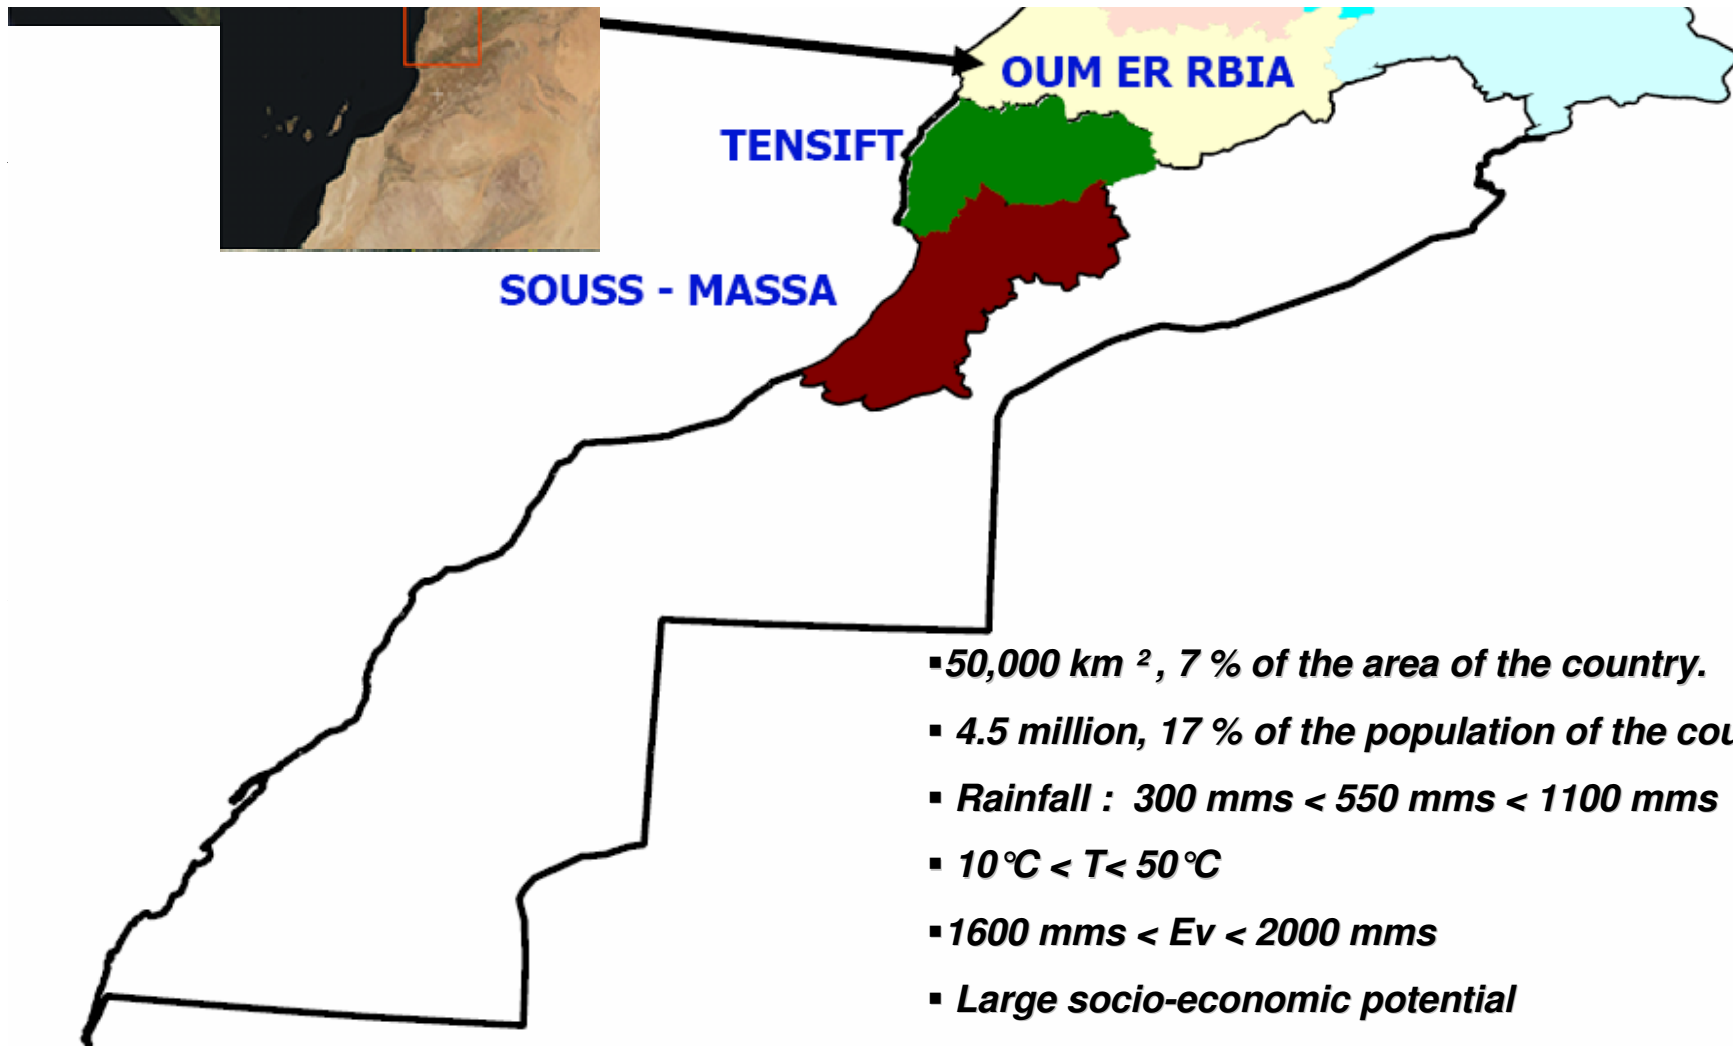 OUM ER RBIA
TENSIFT
SOUSS - MASSA
▪50,000 km ² , 7 % of the area of the country.
▪ 4.5 million, 17 % of the population of the cou
▪ Rainfall : 300 mms < 550 mms < 1100 mms
▪ 10°C < T< 50°C
▪1600 mms < Ev < 2000 mms
▪ Large socio-economic potential